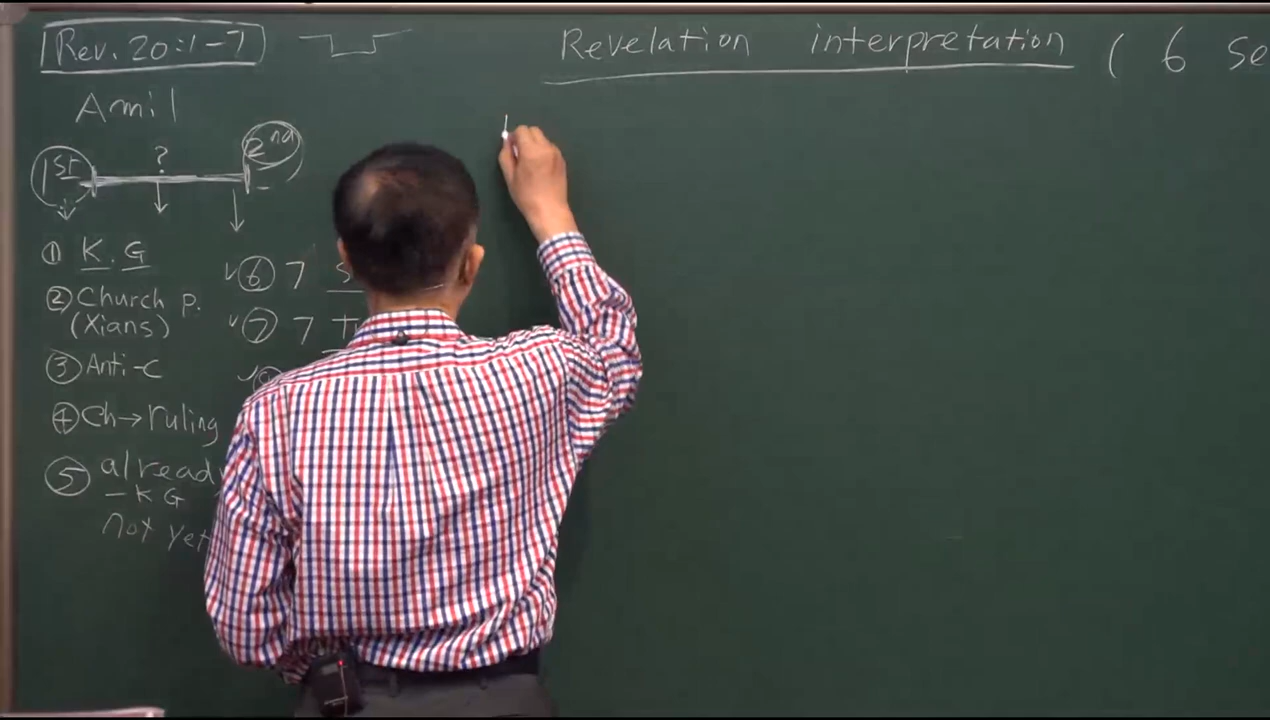 Rev. 20:1-7
Revelation interpretation ( 6 Se
Amil
1st ? 2nd
① K.G
② Church p.
(Xians)
③ Anti-c
④ Ch→ruling
⑤ already
- K G
not yet
⑥ 7 S
⑦ 7 T